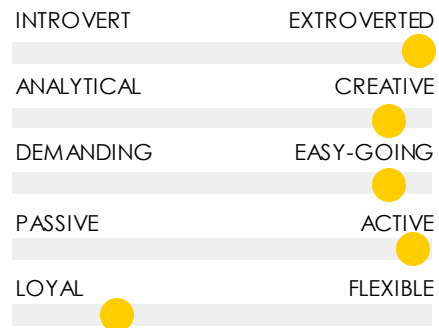 INTROVERT EXTROVERTED
ANALYTICAL CREATIVE
DEMANDING EASY-GOING
PASSIVE ACTIVE
LOYAL FLEXIBLE